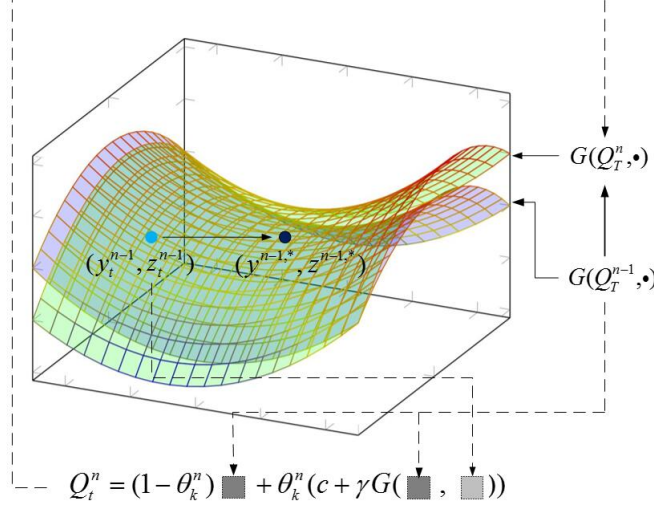 G(Q_T^n,•)
(y_t^{n-1}, z_t^{n-1}) (y^{n-1,*}, z^{n-1,*})
G(Q_T^{n-1},•)
Q_t^n = (1-θ_k^n) ■ + θ_k^n(c + γG(■, ■))